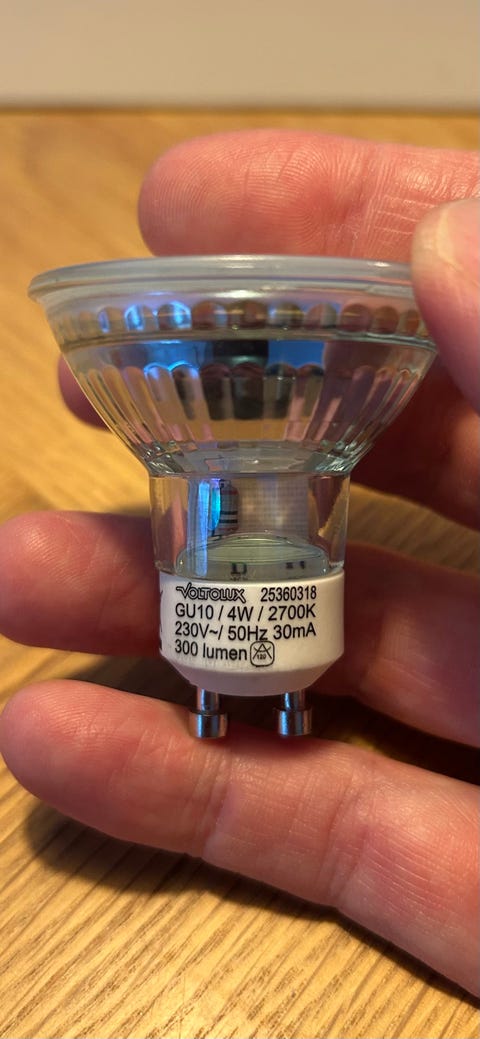 VOLTOLUX 25360318
GU10 / 4W / 2700K
230V~/ 50Hz 30mA
300 lumen